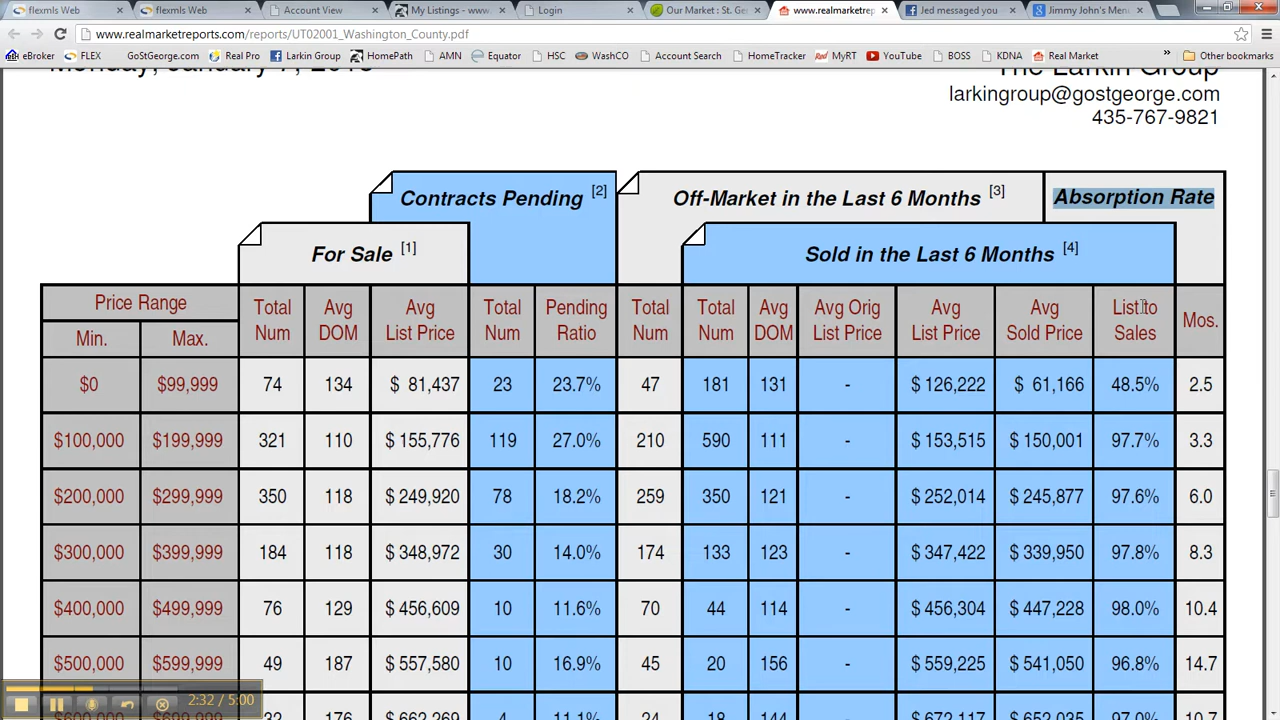 flexmls Web
flexmls Web
Account View
My Listings - 2Women.c
Login
Our Market : St. Ge
www.realmarketrepor
Jed messaged you
Jimmy John's Menu
www.realmarketreports.com/reports/UT02001_Washington_County.pdf
eBroker FLEX GoStGeorge.com Real Pro Larkin Group HomePath AMN Equator HSC WashCO Account Search HomeTracker MyRT YouTube BOSS KDNA Real Market » Other bookmarks
The Larkin Group
larkingroup@gostgeorge.com
435-767-9821
Contracts Pending [2] Off-Market in the Last 6 Months [3] Absorption Rate
For Sale [1] Sold in the Last 6 Months [4]
Price Range
Min. Max.
Total Num
Avg DOM
Avg List Price
Total Num
Pending Ratio
Total Num
Total Num
Avg DOM
Avg Orig List Price
Avg List Price
Avg Sold Price
List to Sales
Mos.
$0 $99,999 74 134 $ 81,437 23 23.7% 47 181 131 - $ 126,222 $ 61,166 48.5% 2.5
$100,000 $199,999 321 110 $ 155,776 119 27.0% 210 590 111 - $ 153,515 $ 150,001 97.7% 3.3
$200,000 $299,999 350 118 $ 249,920 78 18.2% 259 350 121 - $ 252,014 $ 245,877 97.6% 6.0
$300,000 $399,999 184 118 $ 348,972 30 14.0% 174 133 123 - $ 347,422 $ 339,950 97.8% 8.3
$400,000 $499,999 76 129 $ 456,609 10 11.6% 70 44 114 - $ 456,304 $ 447,228 98.0% 10.4
$500,000 $599,999 49 187 $ 557,580 10 16.9% 45 20 156 - $ 559,225 $ 541,050 96.8% 14.7
2:32 / 5:00